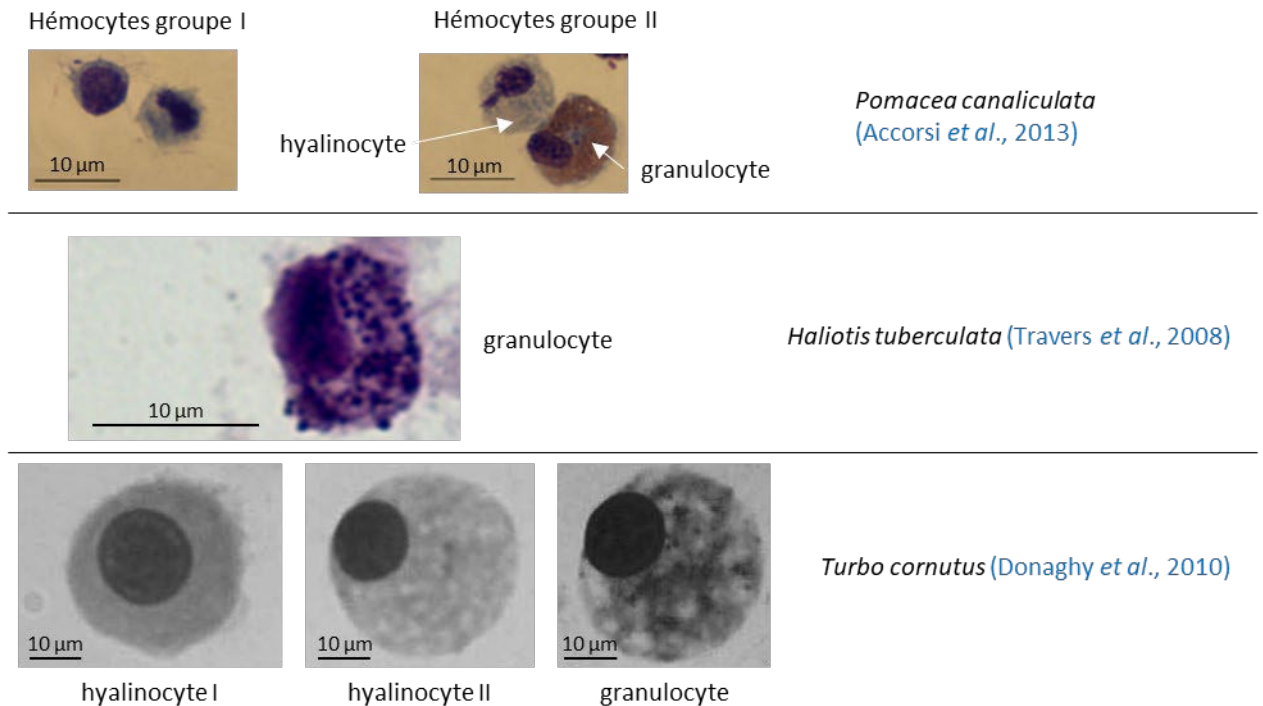 Hémocytes groupe I
Hémocytes groupe II
hyalinocyte
granulocyte
10 µm
10 µm
Pomacea canaliculata
(Accorsi et al., 2013)
10 µm
granulocyte
Haliotis tuberculata (Travers et al., 2008)
10 µm
10 µm
10 µm
Turbo cornutus (Donaghy et al., 2010)
hyalinocyte I
hyalinocyte II
granulocyte